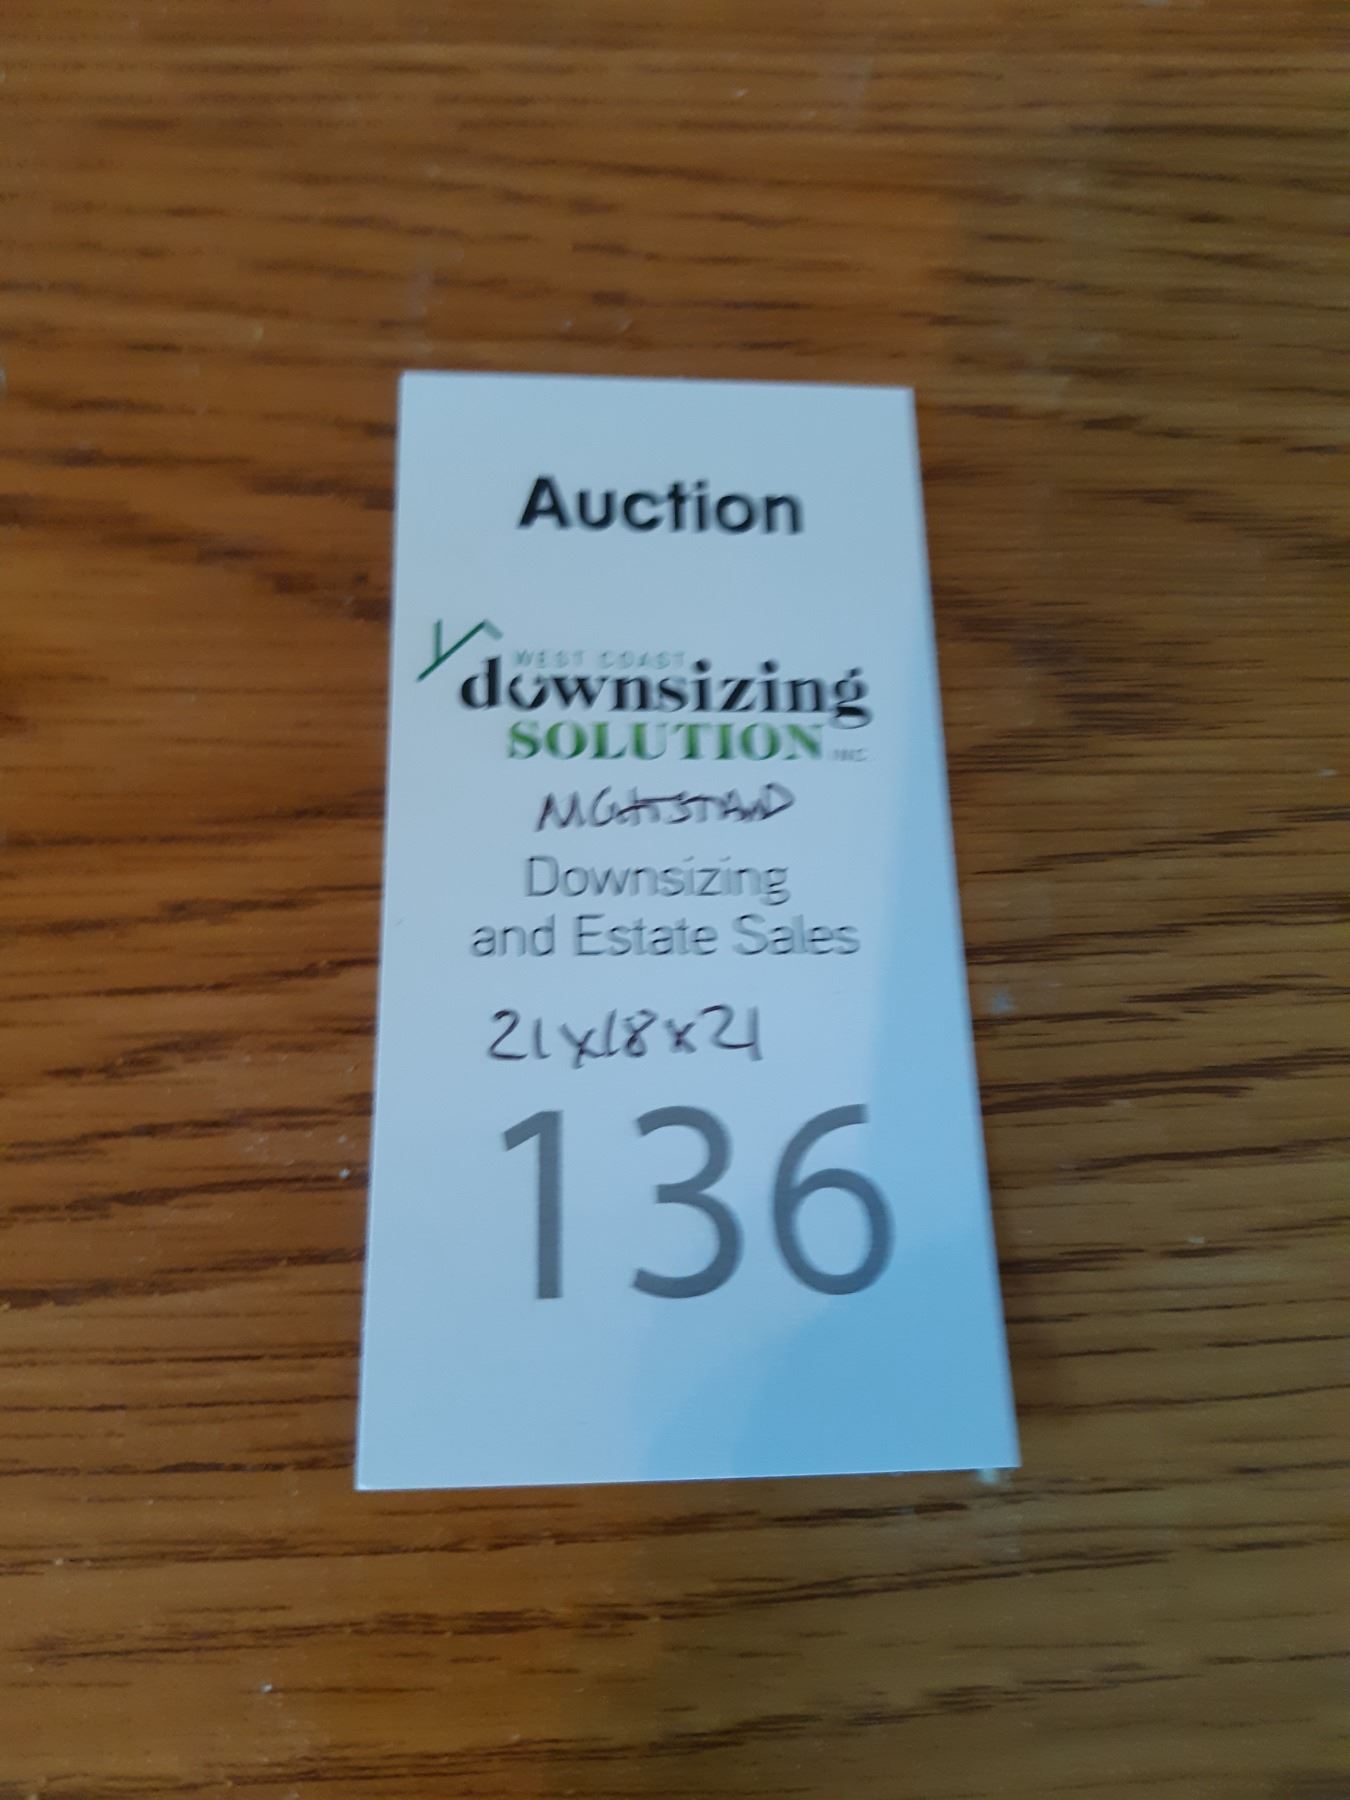 Auction
WEST COAST
downsizing
SOLUTION INC
NIGHTSTAND
Downsizing
and Estate Sales
21x18x21
136